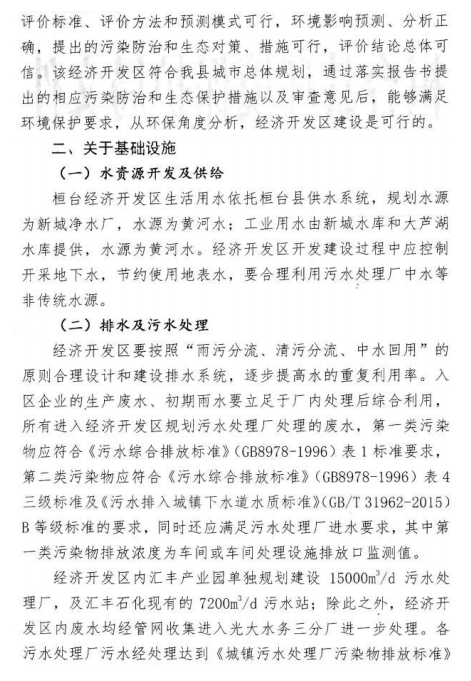 评价标准、评价方法和预测模式可行，环境影响预测、分析正
确，提出的污染防治和生态对策、措施可行，评价结论总体可
信。该经济开发区符合我县城市总体规划，通过落实报告书提
出的相应污染防治和生态保护措施以及审查意见后，能够满足
环境保护要求，从环保角度分析，经济开发区建设是可行的。
二、关于基础设施
（一）水资源开发及供给
桓台经济开发区生活用水依托桓台县供水系统，规划水源
为新城净水厂，水源为黄河水；工业用水由新城水库和大芦湖
水库提供，水源为黄河水。经济开发区开发建设过程中应控制
开采地下水，节约使用地表水，要合理利用污水处理厂中水等
非传统水源。
（二）排水及污水处理
经济开发区要按照“雨污分流、清污分流、中水回用”的
原则合理设计和建设排水系统，逐步提高水的重复利用率。入
区企业的生产废水、初期雨水要立足于厂内处理后综合利用，
所有进入经济开发区规划污水处理厂处理的废水，第一类污染
物应符合《污水综合排放标准》（GB8978-1996）表1标准要求，
第二类污染物应符合《污水综合排放标准》（GB8978-1996）表4
三级标准及《污水排入城镇下水道水质标准》（GB/T 31962-2015）
B等级标准的要求，同时还应满足污水处理厂进水要求，其中第
一类污染物排放浓度为车间或车间处理设施排放口监测值。
经济开发区内汇丰产业园单独规划建设 15000m³/d 污水处
理厂，及汇丰石化现有的 7200m³/d 污水站；除此之外，经济开
发区内废水均经管网收集进入光大水务三分厂进一步处理。各
污水处理厂污水经处理达到《城镇污水处理厂污染物排放标准》